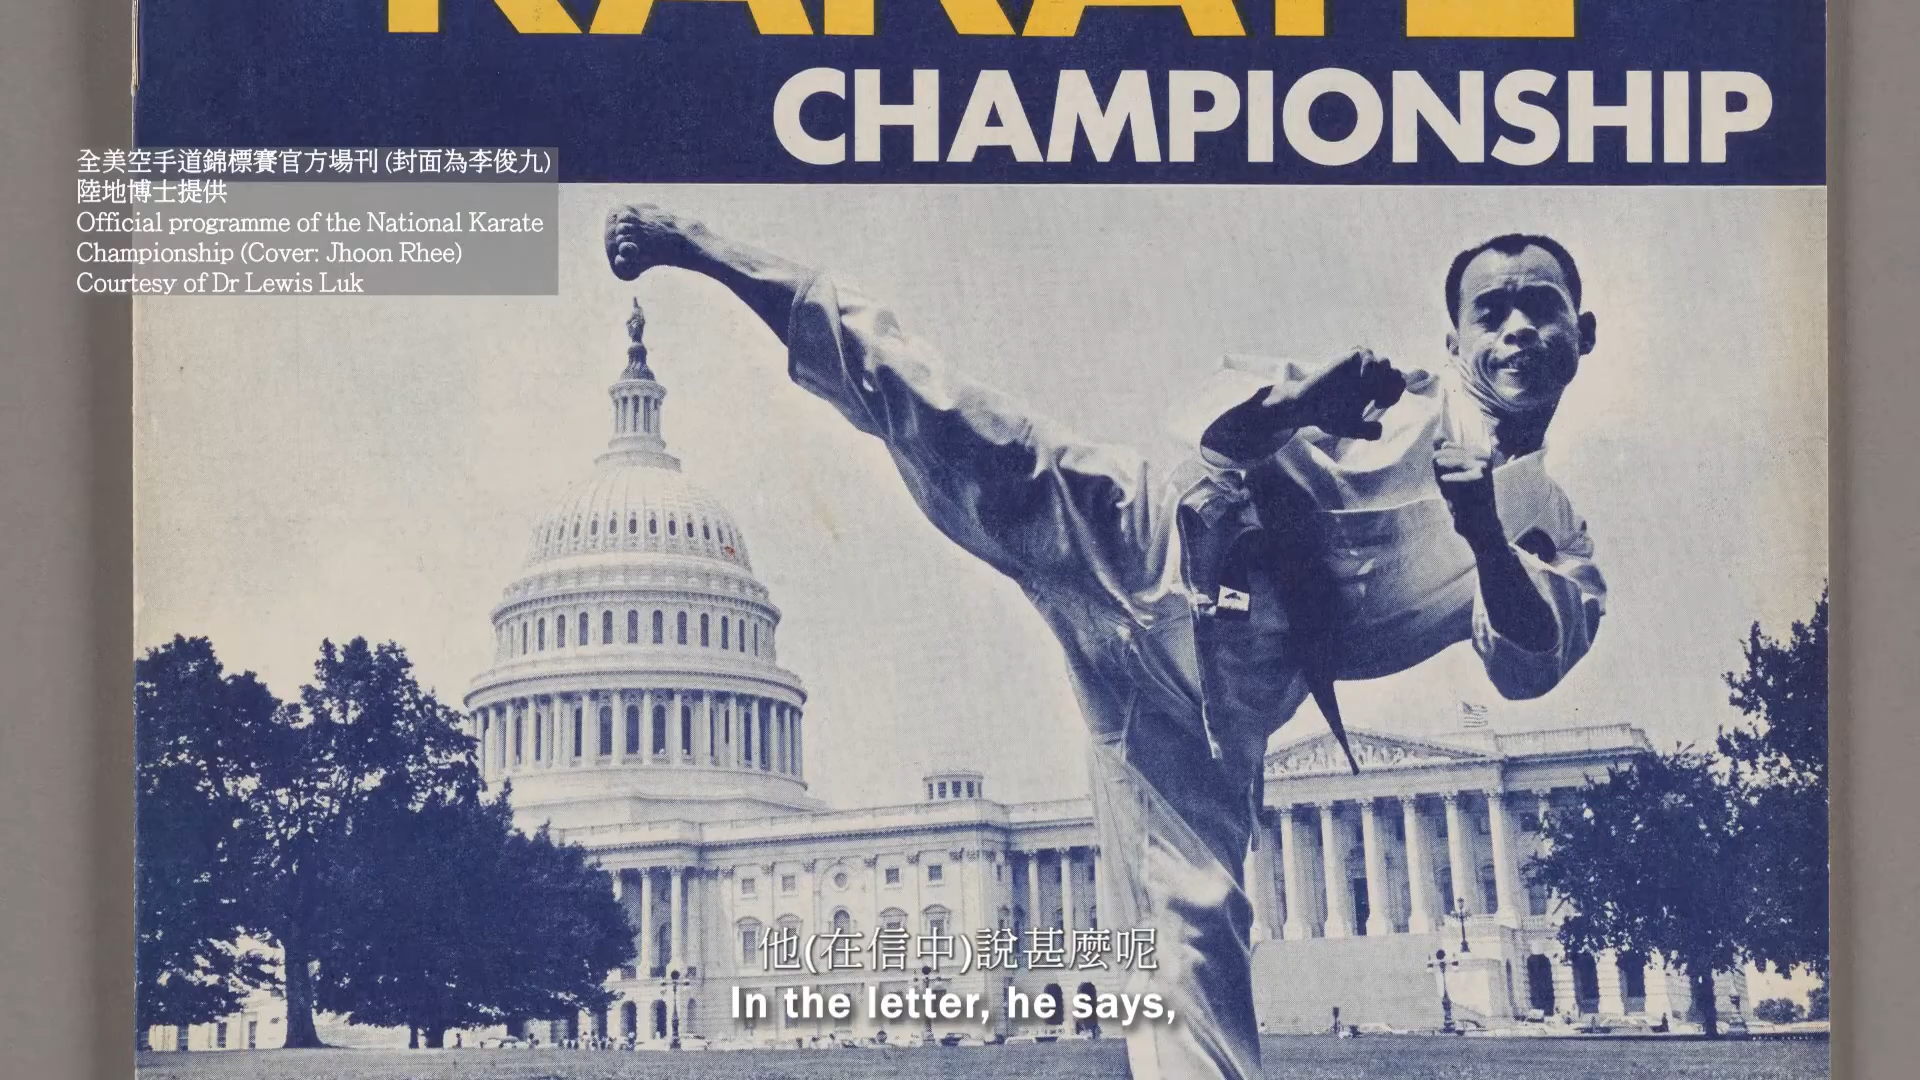 KARATE
CHAMPIONSHIP
全美空手道錦標賽官方場刊 (封面為李俊九)
陸地博士提供
Official programme of the National Karate
Championship (Cover: Jhoon Rhee)
Courtesy of Dr Lewis Luk
他(在信中)說甚麼呢
In the letter, he says,